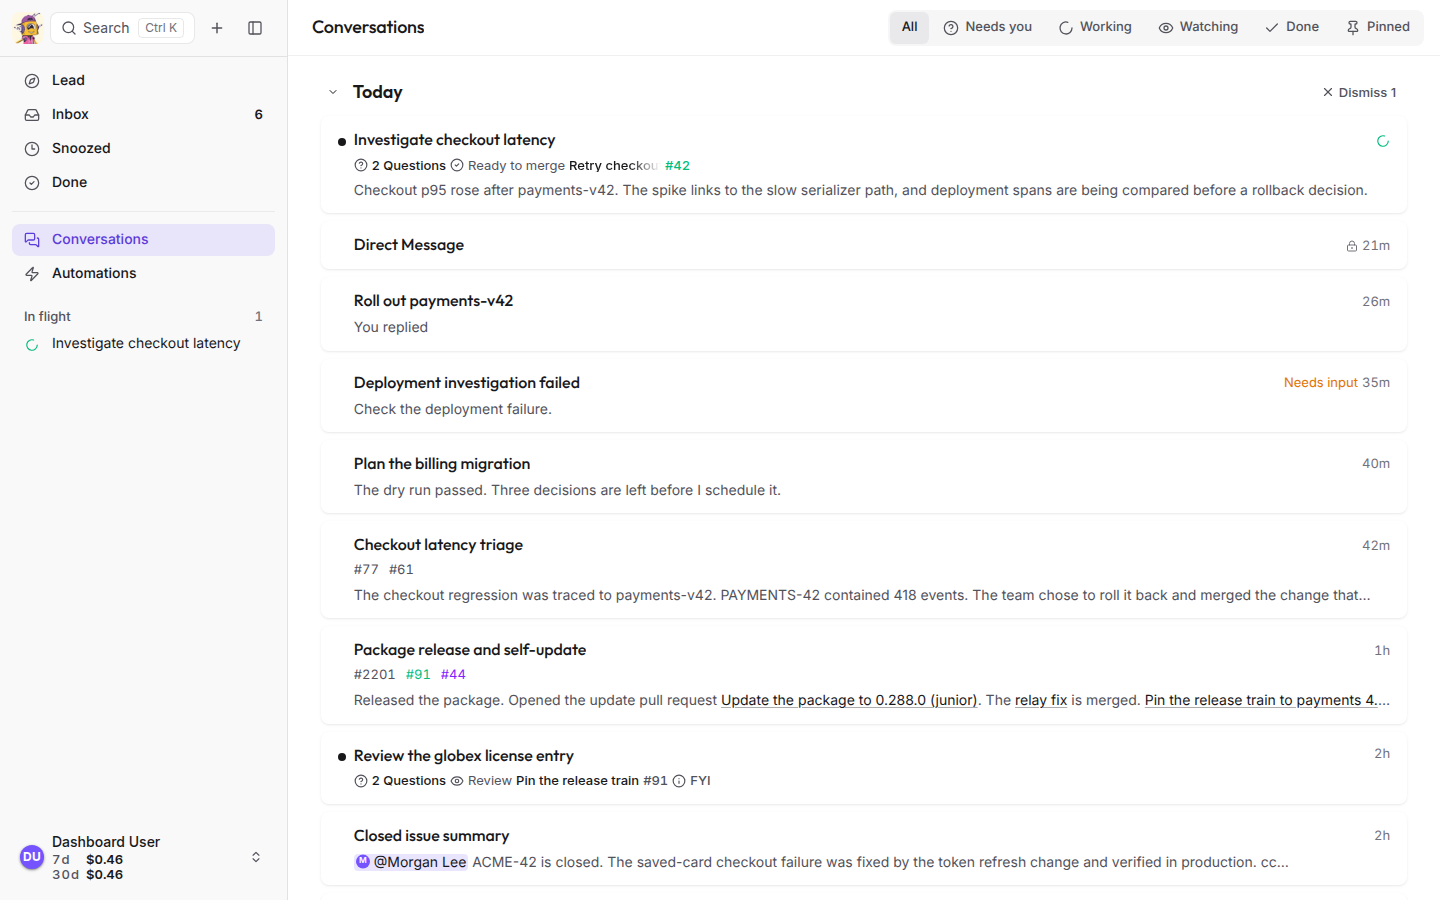 Search Ctrl K
Lead
Inbox 6
Snoozed
Done
Conversations
Automations
In flight 1
Investigate checkout latency
DU Dashboard User
7d $0.46
30d $0.46
Conversations
All Needs you Working Watching Done Pinned
Today Dismiss 1
Investigate checkout latency
2 Questions Ready to merge Retry checkou #42
Checkout p95 rose after payments-v42. The spike links to the slow serializer path, and deployment spans are being compared before a rollback decision.
Direct Message 21m
Roll out payments-v42 26m
You replied
Deployment investigation failed Needs input 35m
Check the deployment failure.
Plan the billing migration 40m
The dry run passed. Three decisions are left before I schedule it.
Checkout latency triage 42m
#77 #61
The checkout regression was traced to payments-v42. PAYMENTS-42 contained 418 events. The team chose to roll it back and merged the change that...
Package release and self-update 1h
#2201 #91 #44
Released the package. Opened the update pull request Update the package to 0.288.0 (junior). The relay fix is merged. Pin the release train to payments 4....
Review the globex license entry 2h
2 Questions Review Pin the release train #91 FYI
Closed issue summary 2h
M @Morgan Lee ACME-42 is closed. The saved-card checkout failure was fixed by the token refresh change and verified in production. cc...